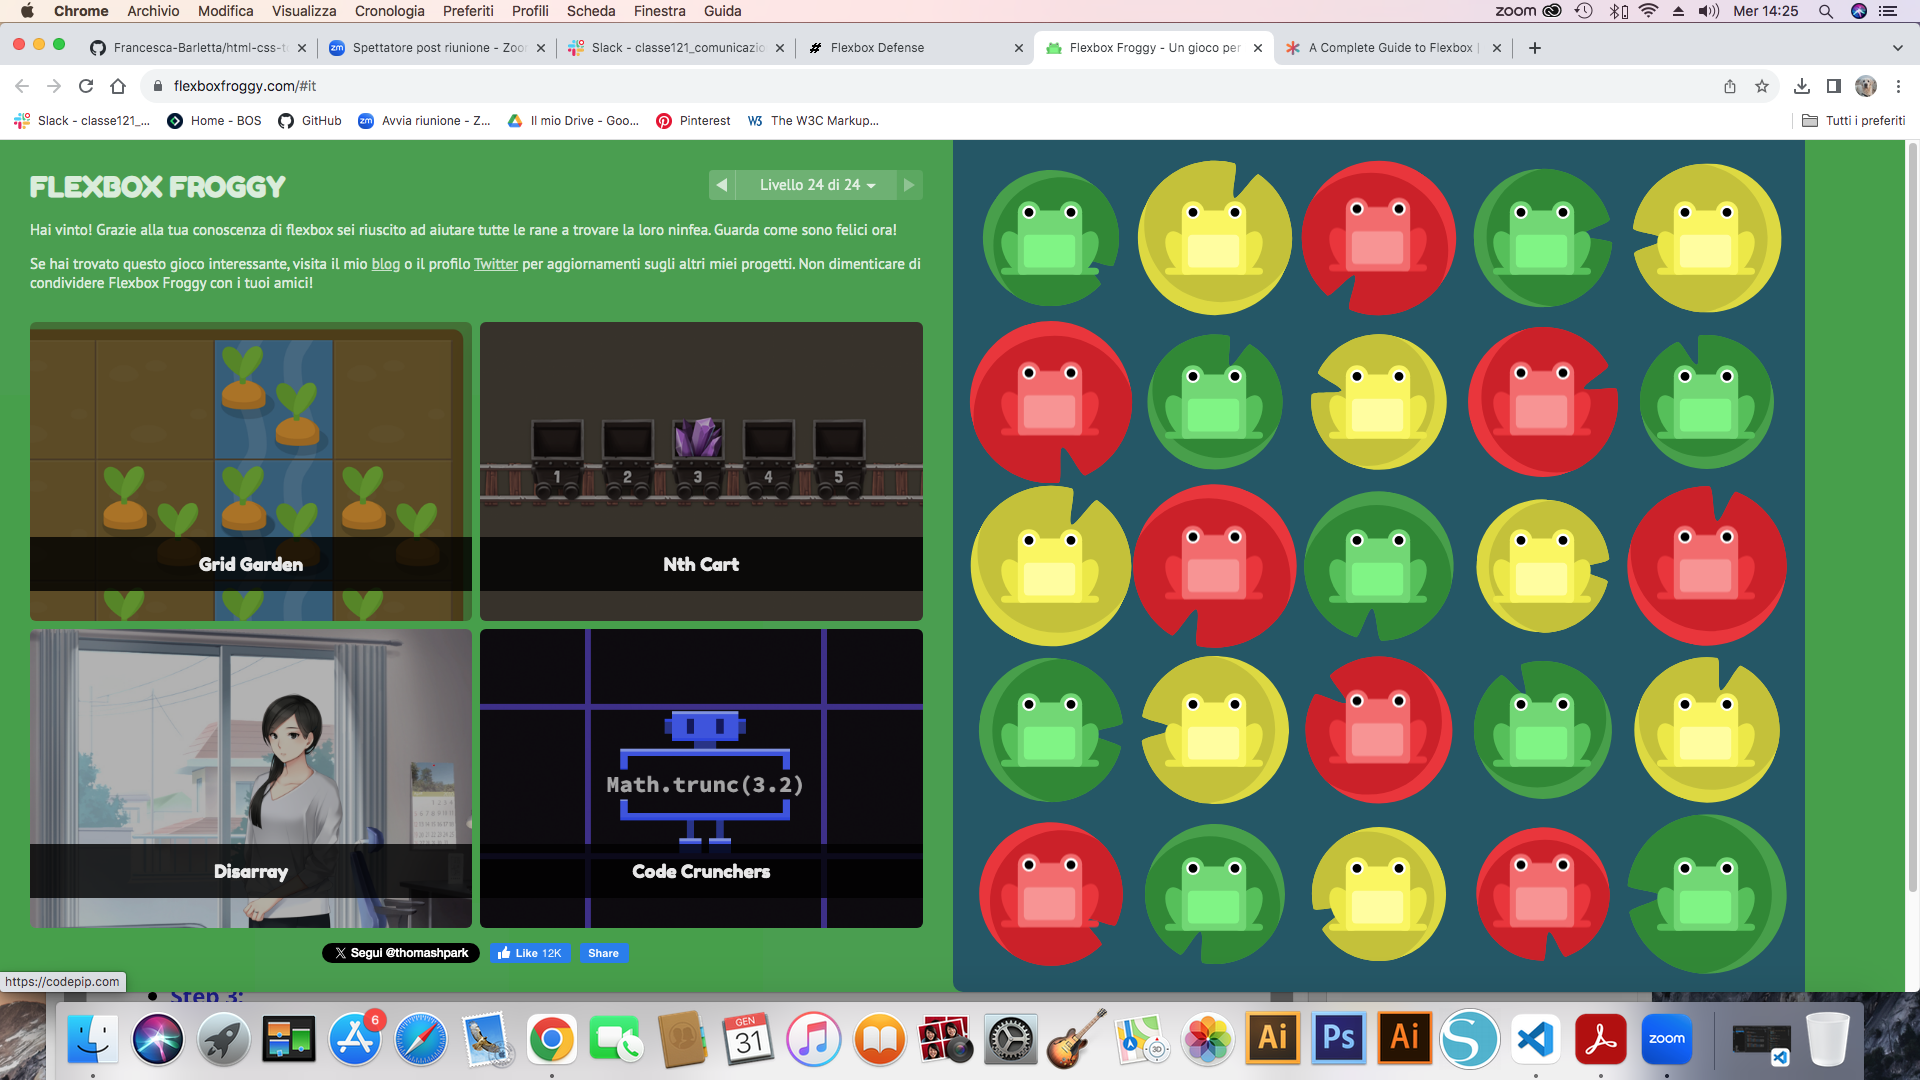 Chrome Archivio Modifica Visualizza Cronologia Preferiti Profili Scheda Finestra Guida zoom Mer 14:25
Francesca-Barletta/html-css-to Spettatore post riunione - Zoo Slack - classe121_comunicazio Flexbox Defense Flexbox Froggy - Un gioco per A Complete Guide to Flexbox
flexboxfroggy.com/#it
Slack - classe121_... Home - BOS GitHub Avvia riunione - Z... Il mio Drive - Goo... Pinterest The W3C Markup... Tutti i preferiti
FLEXBOX FROGGY
Livello 24 di 24
Hai vinto! Grazie alla tua conoscenza di flexbox sei riuscito ad aiutare tutte le rane a trovare la loro ninfea. Guarda come sono felici ora!
Se hai trovato questo gioco interessante, visita il mio blog o il profilo Twitter per aggiornamenti sugli altri miei progetti. Non dimenticare di
condividere Flexbox Froggy con i tuoi amici!
1 2 3 4 5
Grid Garden
Nth Cart
Math.trunc(3.2)
Disarray
Code Crunchers
Segui @thomashpark Like 12K Share
https://codepip.com
Step 3:
6
GEN
31
3D
Ai Ps Ai S zoom